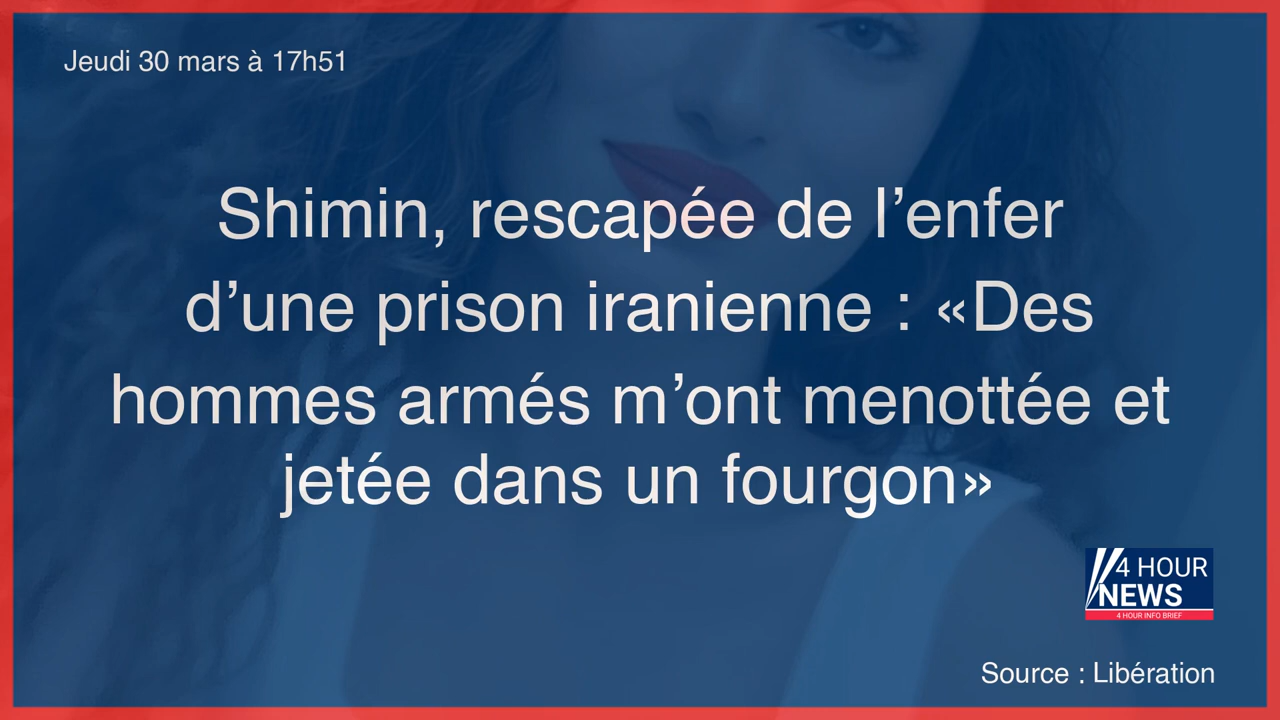 Jeudi 30 mars à 17h51
Shimin, rescapée de l’enfer
d’une prison iranienne : «Des
hommes armés m’ont menottée et
jetée dans un fourgon»
4 HOUR
NEWS
4 HOUR INFO BRIEF
Source : Libération